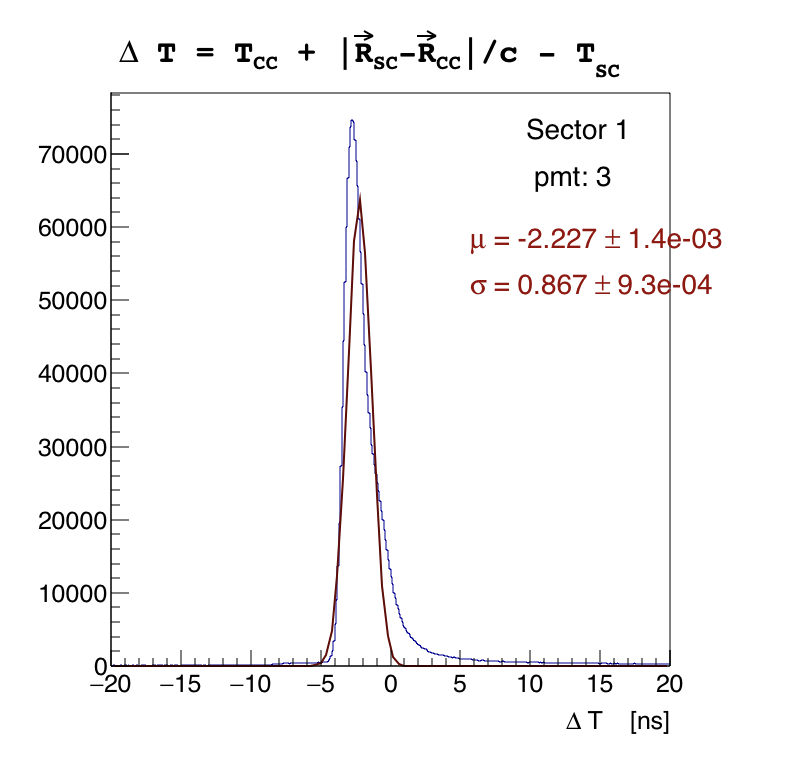 Δ T = T_CC + |R⃗_SC-R⃗_CC|/c - T_SC
Sector 1
pmt: 3
μ = -2.227 ± 1.4e-03
σ = 0.867 ± 9.3e-04
70000
60000
50000
40000
30000
20000
10000
0
−20 −15 −10 −5 0 5 10 15 20
Δ T [ns]